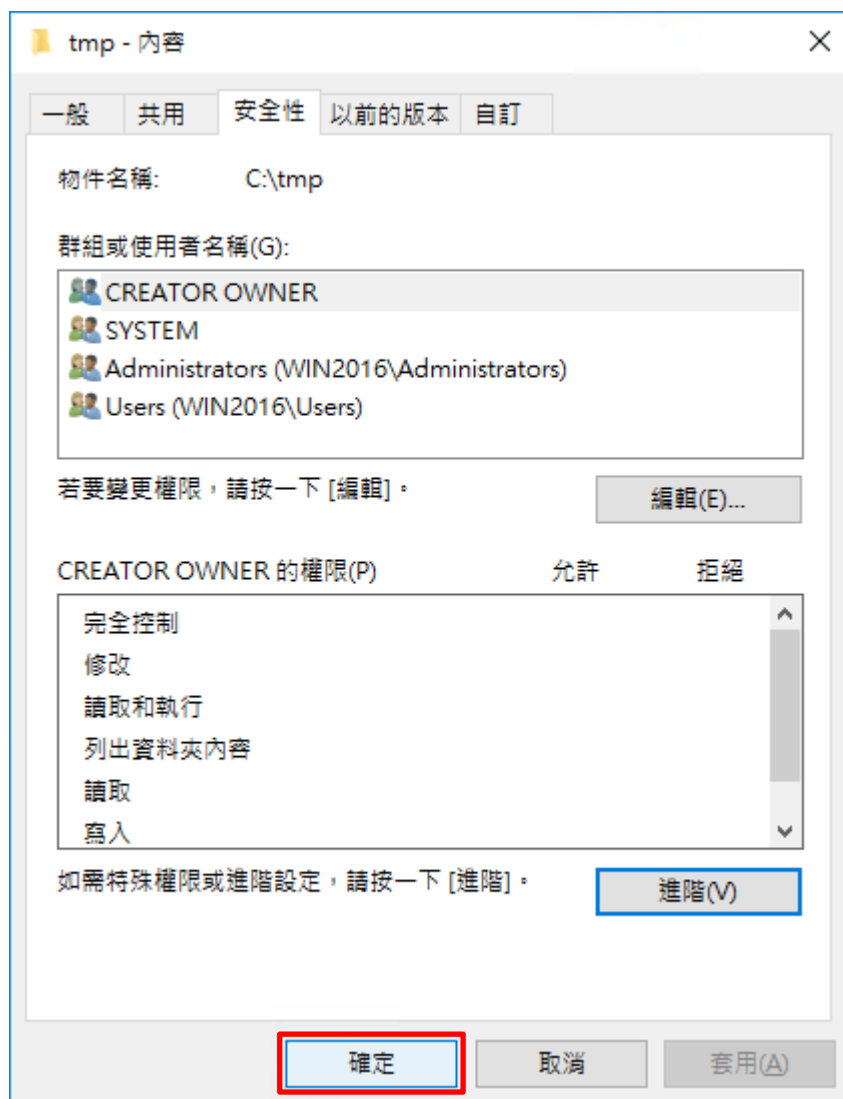 tmp - 內容
一般 共用 安全性 以前的版本 自訂
物件名稱: C:\tmp
群組或使用者名稱(G):
CREATOR OWNER
SYSTEM
Administrators (WIN2016\Administrators)
Users (WIN2016\Users)
若要變更權限，請按一下 [編輯]。
編輯(E)...
CREATOR OWNER 的權限(P) 允許 拒絕
完全控制
修改
讀取和執行
列出資料夾內容
讀取
寫入
如需特殊權限或進階設定，請按一下 [進階]。
進階(V)
確定 取消 套用(A)